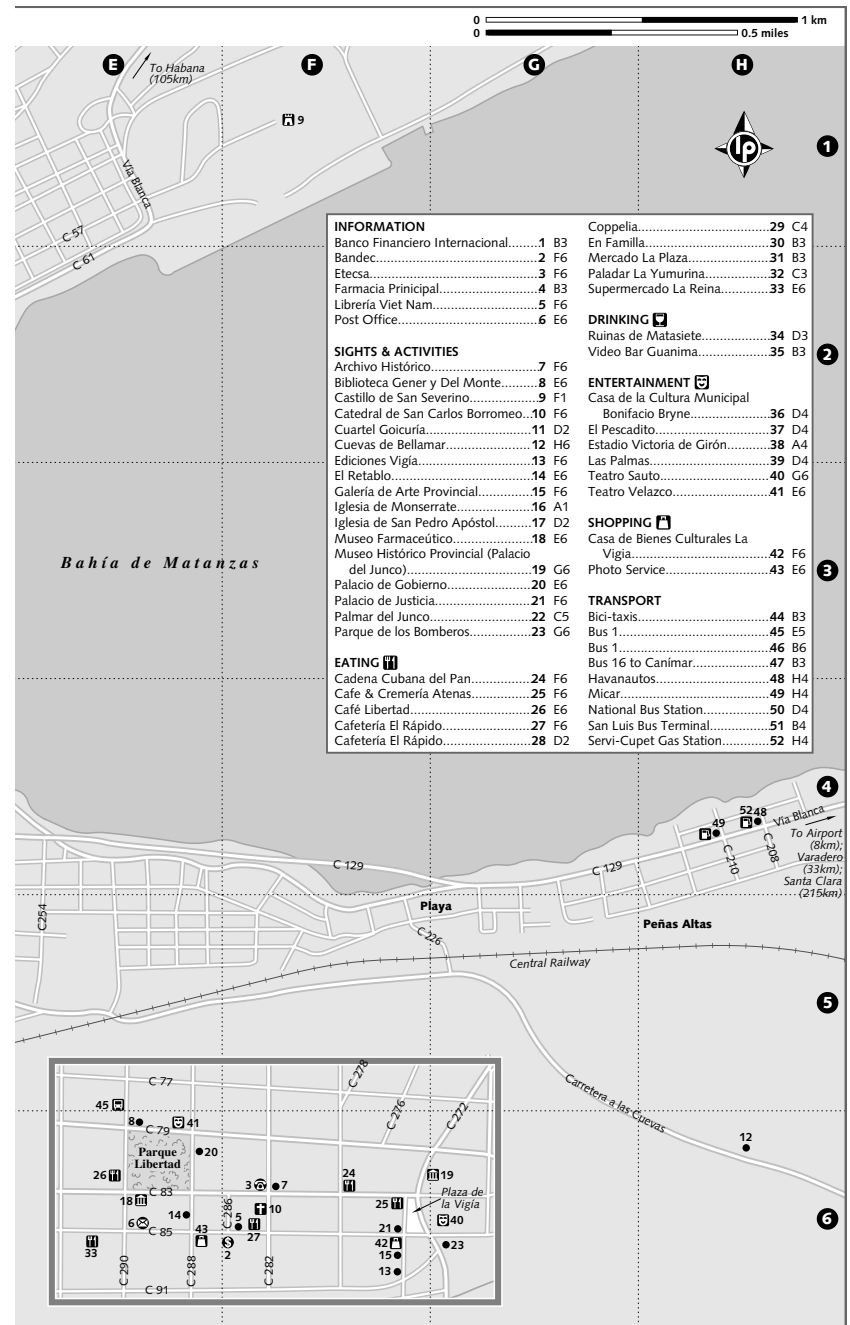 0 1 km
0 0.5 miles
E
F
G
H
To Habana
(105km)
9
lp
1
Vía Blanca
C 57
C 61
INFORMATION
Banco Financiero Internacional........1 B3
Bandec........2 F6
Etecsa........3 F6
Farmacia Prinicipal........4 B3
Librería Viet Nam........5 F6
Post Office........6 E6
SIGHTS & ACTIVITIES
Archivo Histórico........7 F6
Biblioteca Gener y Del Monte........8 E6
Castillo de San Severino........9 F1
Catedral de San Carlos Borromeo...10 F6
Cuartel Goicuría........11 D2
Cuevas de Bellamar........12 H6
Ediciones Vigía........13 F6
El Retablo........14 E6
Galería de Arte Provincial........15 F6
Iglesia de Monserrate........16 A1
Iglesia de San Pedro Apóstol........17 D2
Museo Farmaceútico........18 E6
Museo Histórico Provincial (Palacio
del Junco)........19 G6
Palacio de Gobierno........20 E6
Palacio de Justicia........21 F6
Palmar del Junco........22 C5
Parque de los Bomberos........23 G6
EATING
Cadena Cubana del Pan........24 F6
Cafe & Cremería Atenas........25 F6
Café Libertad........26 E6
Cafetería El Rápido........27 F6
Cafetería El Rápido........28 D2
Coppelia........29 C4
En Familla........30 B3
Mercado La Plaza........31 B3
Paladar La Yumurina........32 C3
Supermercado La Reina........33 E6
DRINKING
Ruinas de Matasiete........34 D3
Video Bar Guanima........35 B3
ENTERTAINMENT
Casa de la Cultura Municipal
Bonifacio Bryne........36 D4
El Pescadito........37 D4
Estadio Victoria de Girón........38 A4
Las Palmas........39 D4
Teatro Sauto........40 G6
Teatro Velazco........41 E6
SHOPPING
Casa de Bienes Culturales La
Vigia........42 F6
Photo Service........43 E6
TRANSPORT
Bici-taxis........44 B3
Bus 1........45 E5
Bus 1........46 B6
Bus 16 to Canímar........47 B3
Havanautos........48 H4
Micar........49 H4
National Bus Station........50 D4
San Luis Bus Terminal........51 B4
Servi-Cupet Gas Station........52 H4
2
Bahía de Matanzas
3
4
52 48
49
Vía Blanca
To Airport
(8km);
Varadero
(33km);
Santa Clara
(215km)
C 210
C 208
C 129
C 129
C254
Playa
Peñas Altas
C 226
Central Railway
5
Carretera a las Cuevas
12
6
C 77
C 278
C 276
C 272
45
8
41
C 79
Parque
Libertad
20
26
3
7
24
19
C 83
Plaza de
la Vigía
18
10
25
14
C 286
5
6
C 85
43
27
21
40
33
2
42
23
15
13
C 290
C 288
C 282
C 91